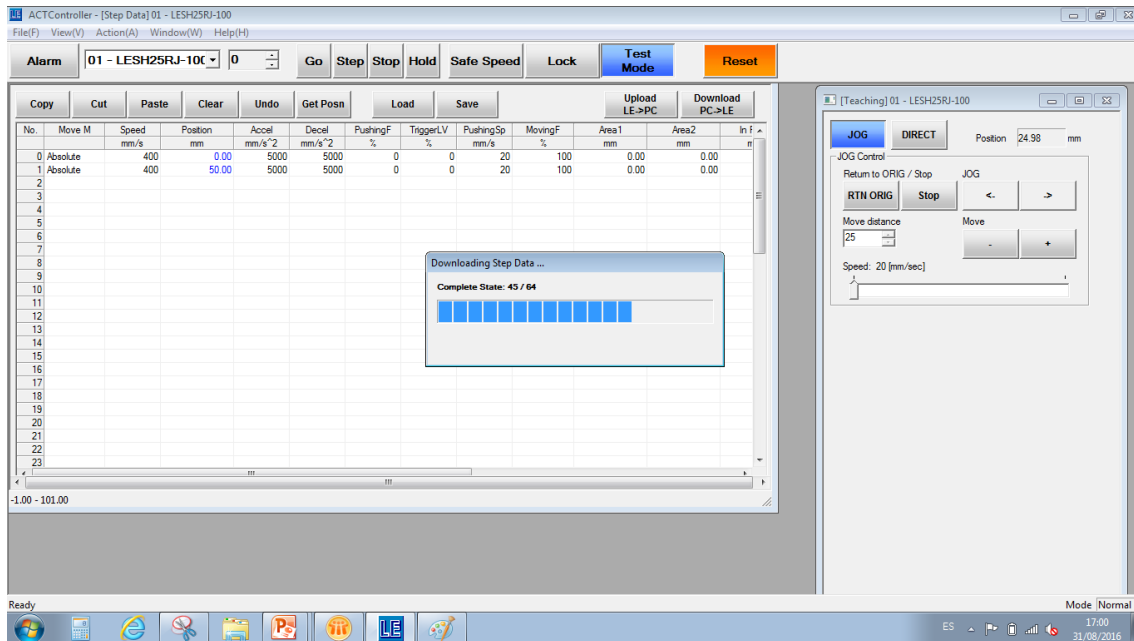 LE ACTController - [Step Data] 01 - LESH25RJ-100
File(F) View(V) Action(A) Window(W) Help(H)
Alarm 01 - LESH25RJ-10( 0 Go Step Stop Hold Safe Speed Lock Test Mode Reset
Copy Cut Paste Clear Undo Get Posn Load Save Upload LE->PC Download PC->LE
No. Move M Speed Position Accel Decel PushingF TriggerLV PushingSp MovingF Area1 Area2 In F
mm/s mm mm/s^2 mm/s^2 % % mm/s % mm mm m
0 Absolute 400 0.00 5000 5000 0 0 20 100 0.00 0.00
1 Absolute 400 50.00 5000 5000 0 0 20 100 0.00 0.00
2
3
4
5
6
7
8
9
10
11
12
13
14
15
16
17
18
19
20
21
22
23
-1.00 - 101.00
Downloading Step Data ...
Complete State: 45 / 64
[Teaching] 01 - LESH25RJ-100
JOG DIRECT Position 24.98 mm
JOG Control
Return to ORIG / Stop JOG
RTN ORIG Stop <- ->
Move distance Move
25 - +
Speed: 20 [mm/sec]
Ready Mode Normal
LE ES 17:00
31/08/2016